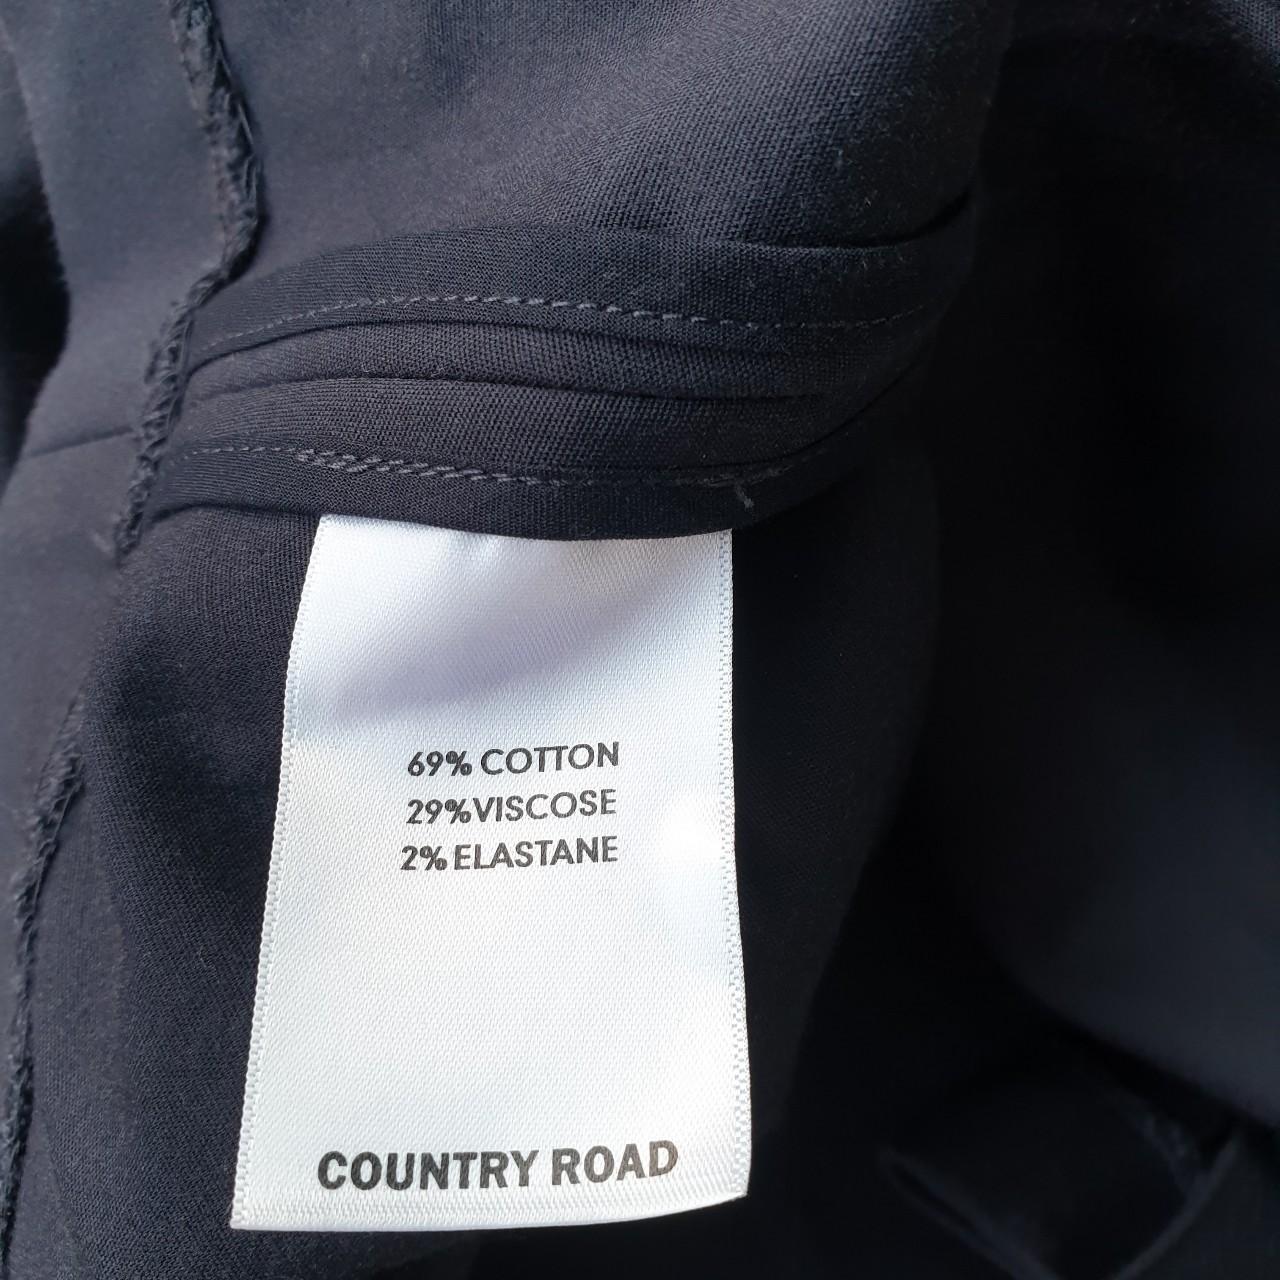 69% COTTON
29%VISCOSE
2% ELASTANE
COUNTRY ROAD